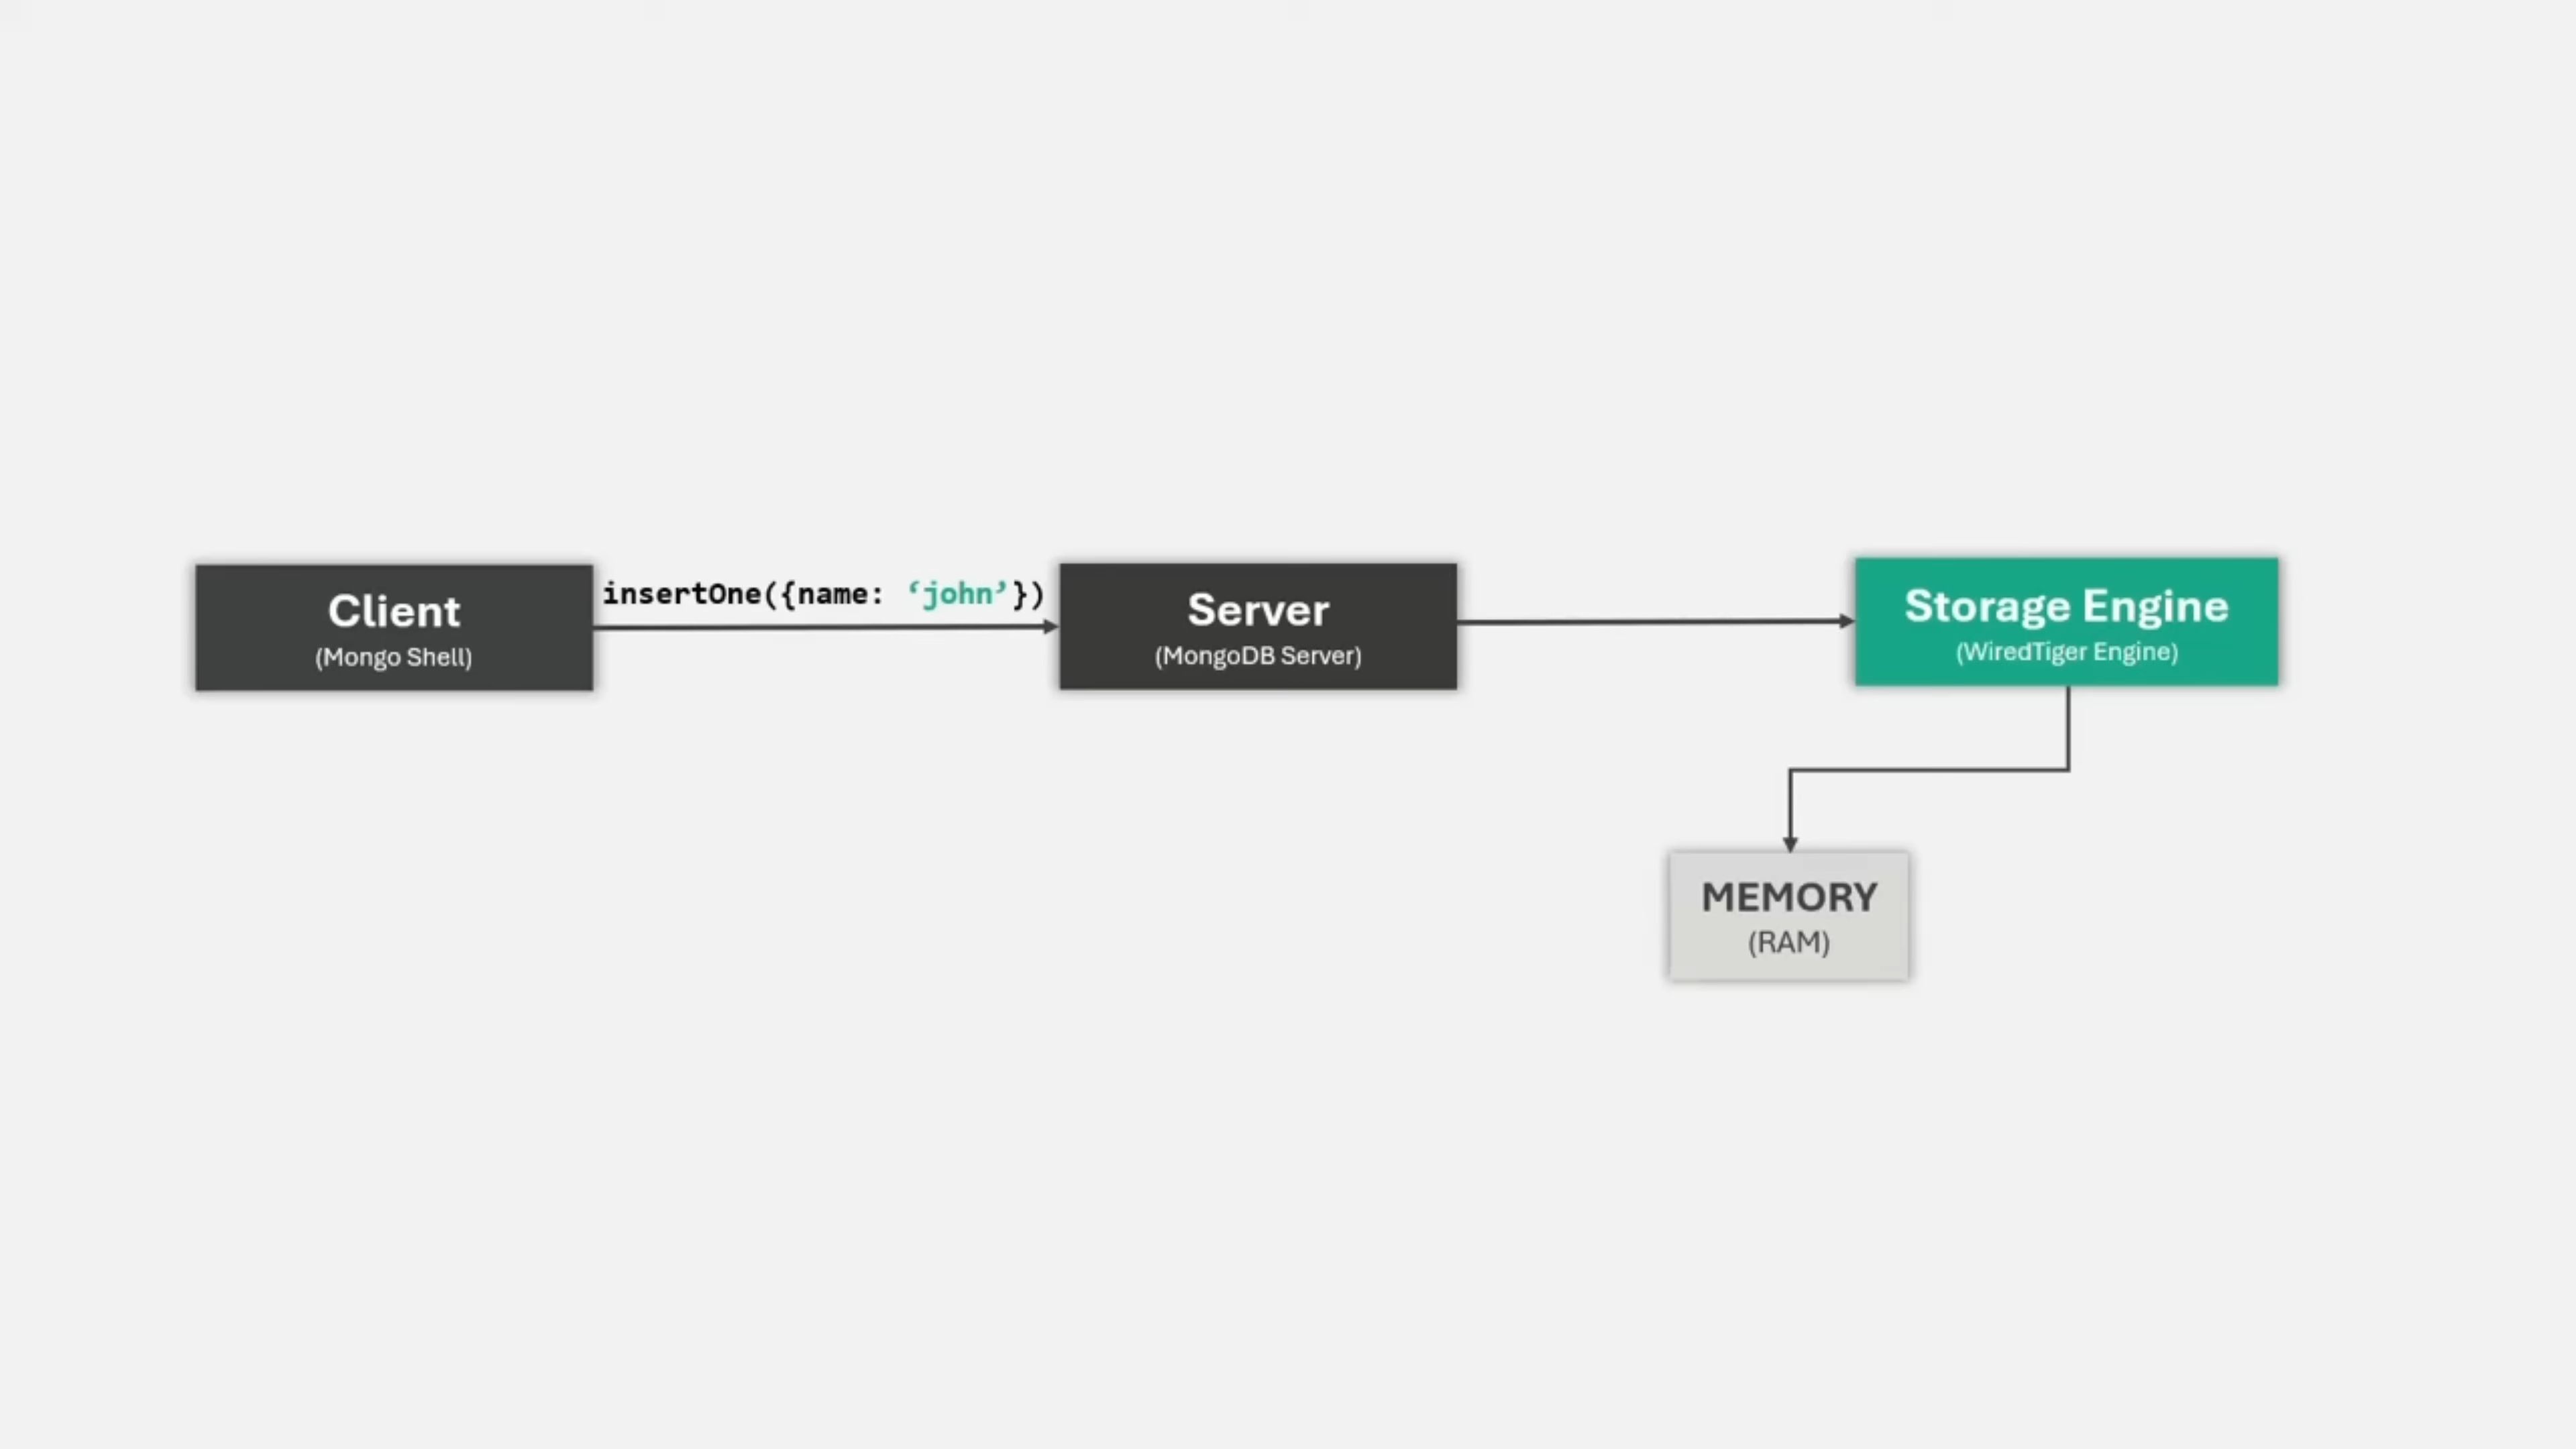 Client
(Mongo Shell)
insertOne({name: ‘john’})
Server
(MongoDB Server)
Storage Engine
(WiredTiger Engine)
MEMORY
(RAM)